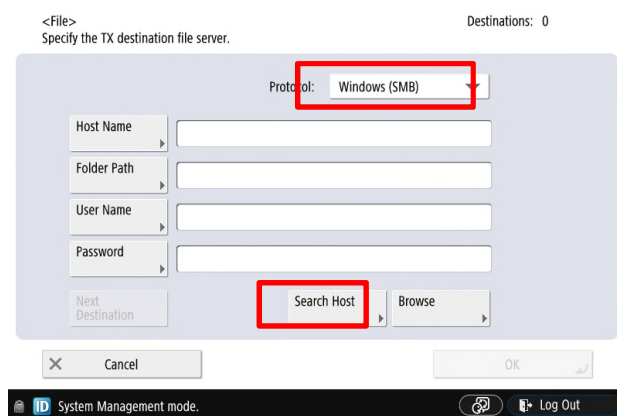 <File>
Destinations: 0
Specify the TX destination file server.
Protocol: Windows (SMB)
Host Name
Folder Path
User Name
Password
Next
Destination
Search Host
Browse
Cancel
OK
ID System Management mode.
Log Out